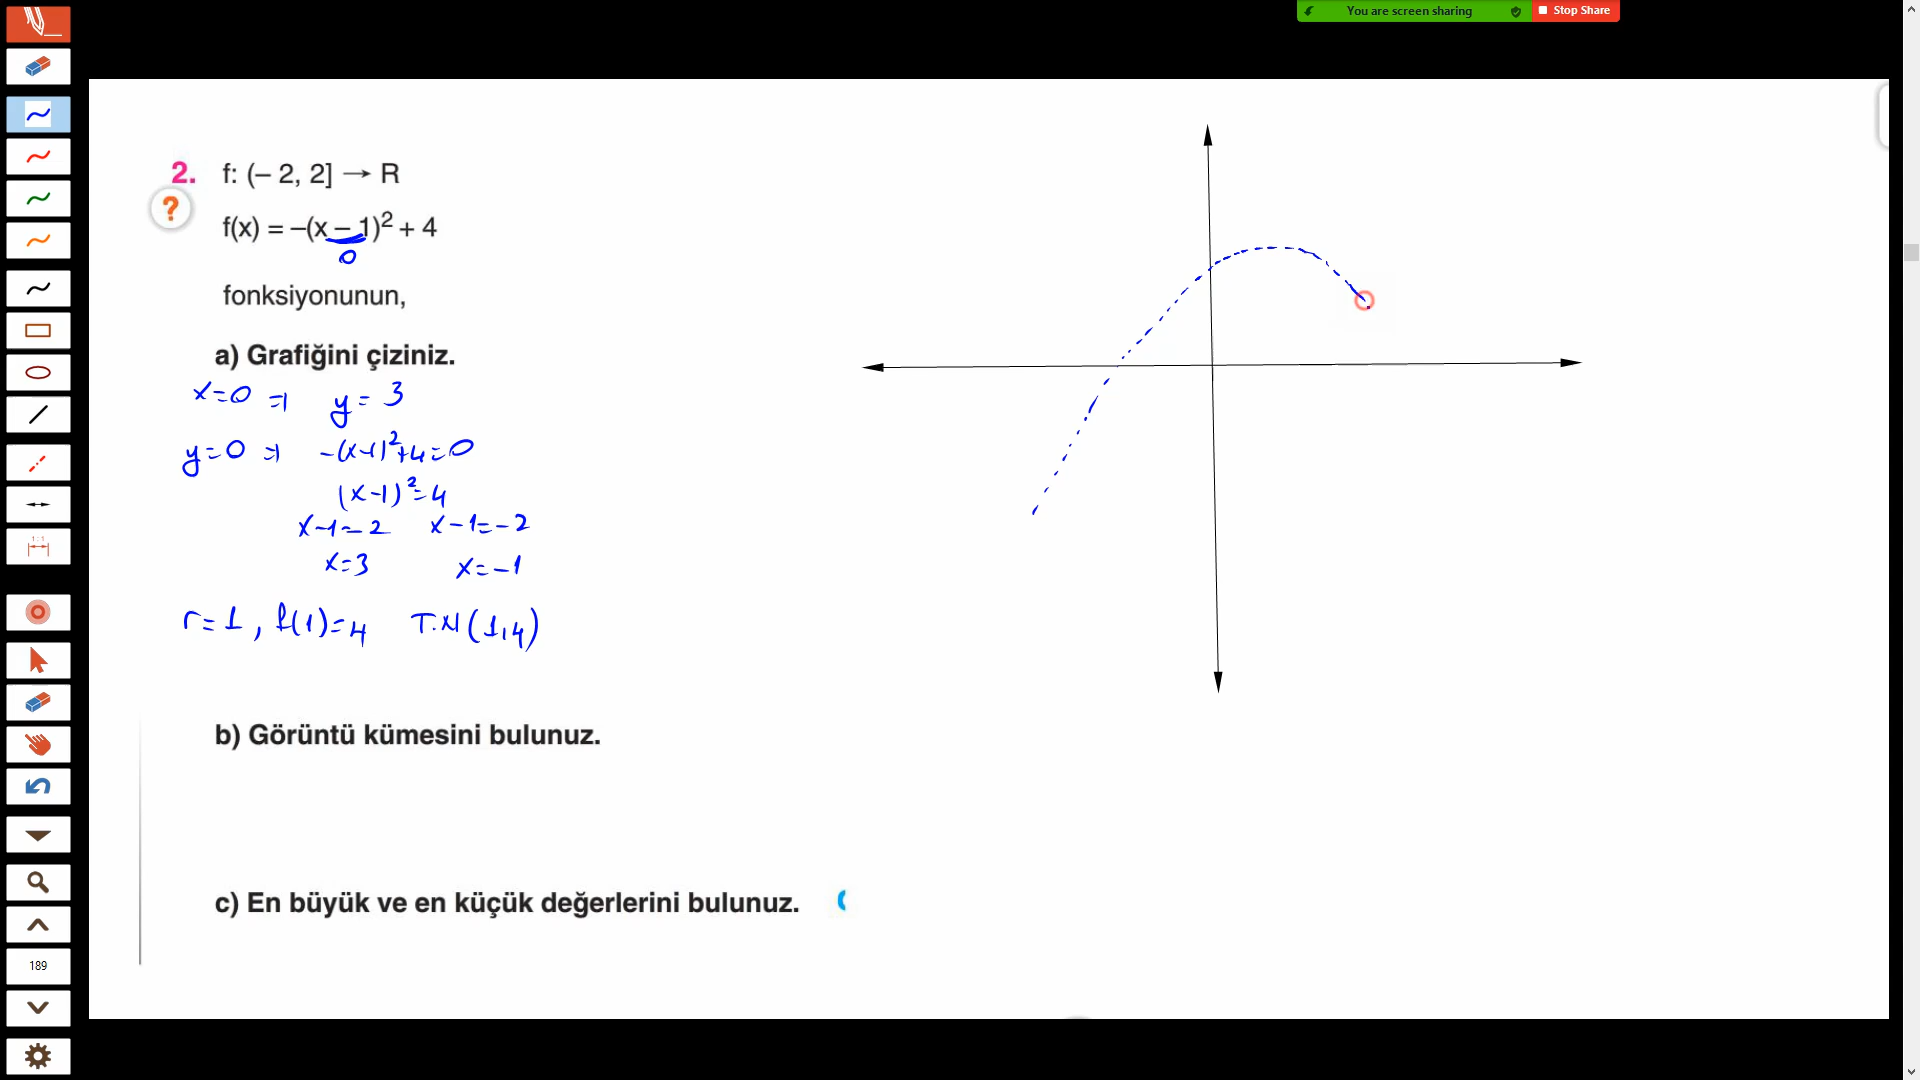 You are screen sharing
Stop Share
2. f: (– 2, 2] → R
?
f(x) = –(x – 1)² + 4
0
fonksiyonunun,
a) Grafiğini çiziniz.
x=0 ⇒ y = 3
y=0 ⇒ -(x-1)²+4=0
(x-1)²=4
x-1=2 x-1=-2
x=3 x=-1
r=1, f(1)=4 T.N(1,4)
b) Görüntü kümesini bulunuz.
c) En büyük ve en küçük değerlerini bulunuz.
1:1
189